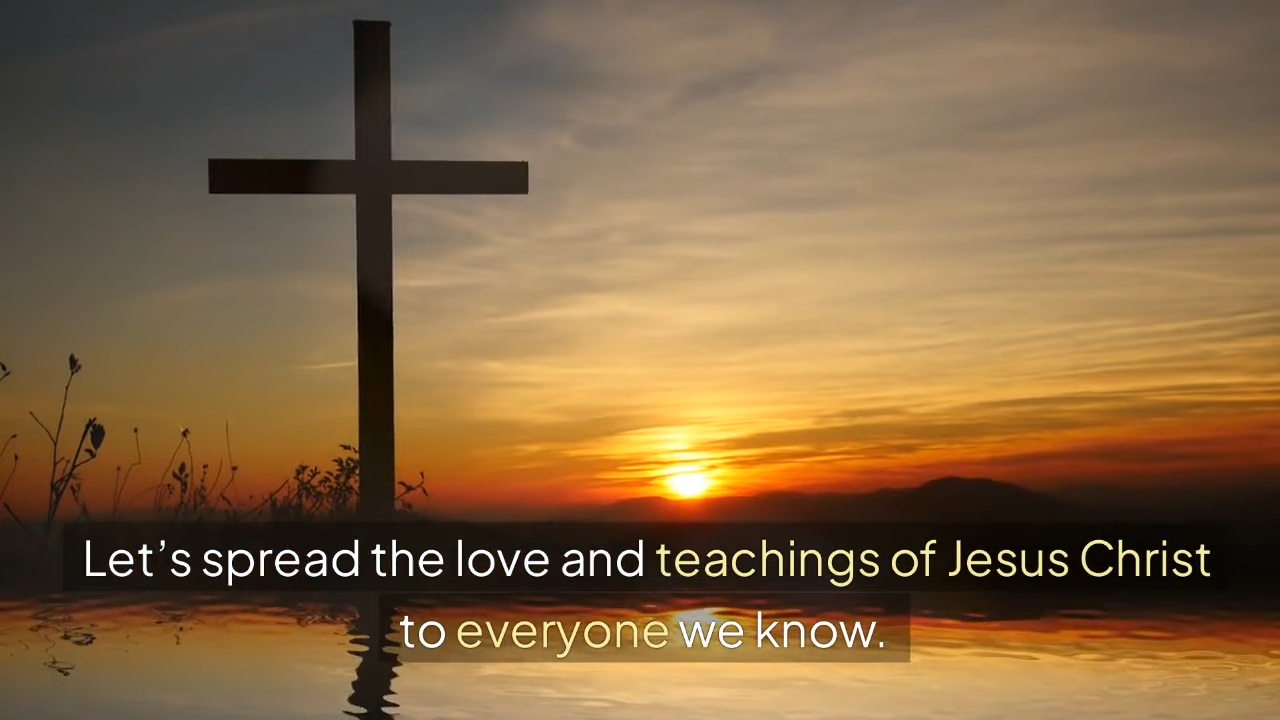 Let’s spread the love and teachings of Jesus Christ
to everyone we know.